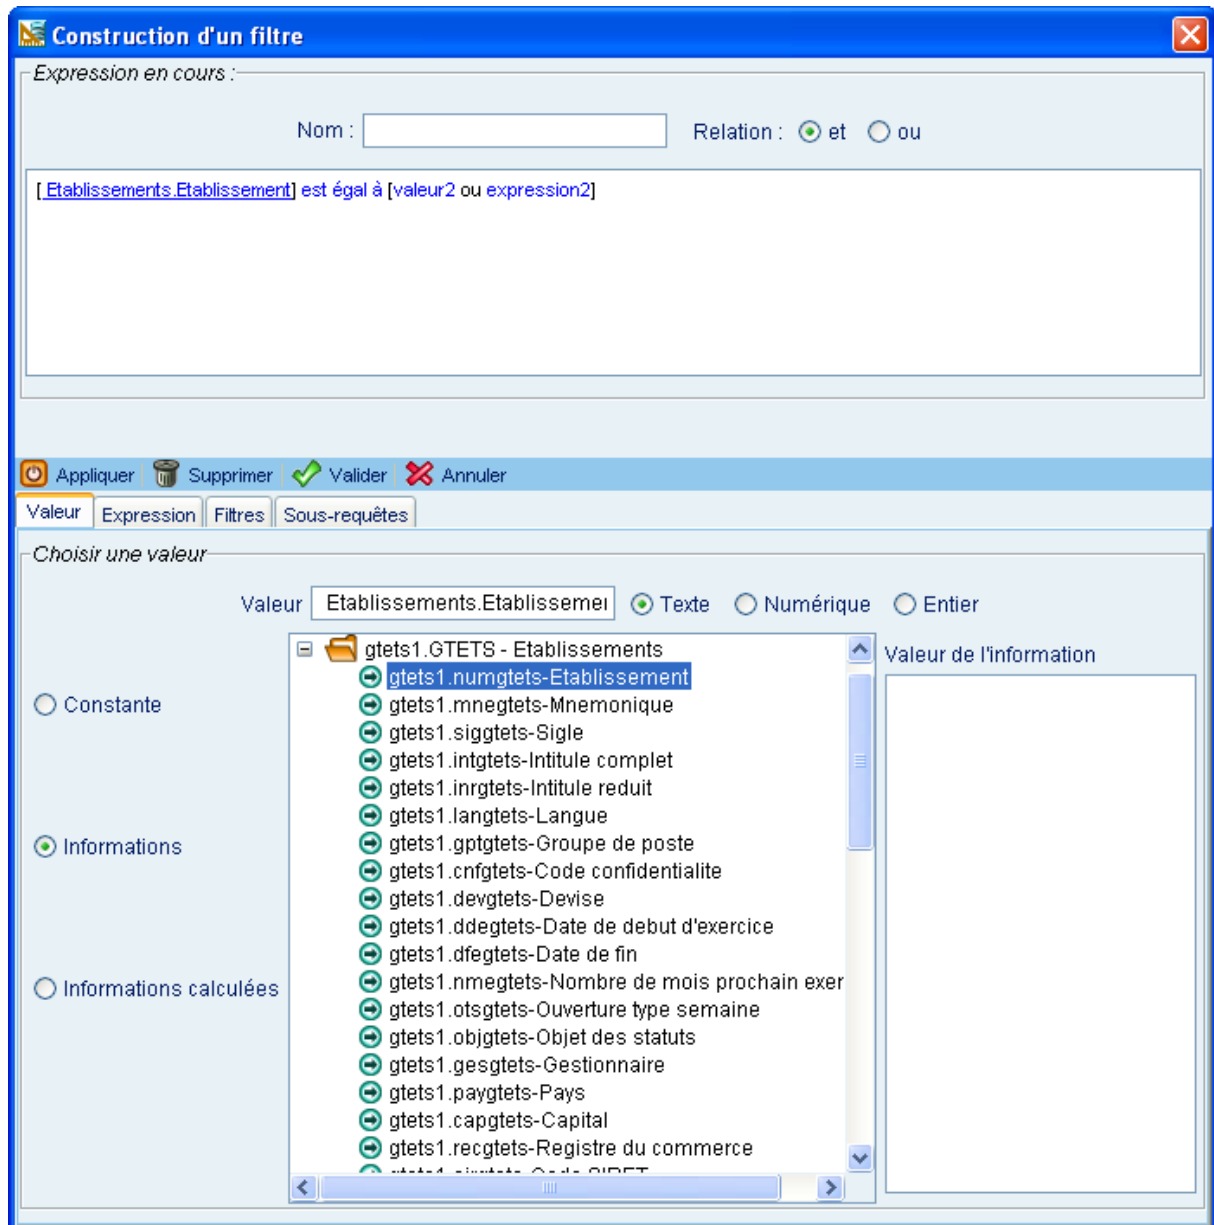 Construction d'un filtre
Expression en cours :
Nom :
Relation : et ou
[ Etablissements.Etablissement] est égal à [valeur2 ou expression2]
Appliquer Supprimer Valider Annuler
Valeur Expression Filtres Sous-requêtes
Choisir une valeur
Valeur Etablissements.Etablissemen Texte Numérique Entier
gtets1.GTETS - Etablissements
Valeur de l'information
gtets1.numgtets-Etablissement
Constante
gtets1.mnegtets-Mnemonique
gtets1.siggtets-Sigle
gtets1.intgtets-Intitule complet
gtets1.inrgtets-Intitule reduit
gtets1.langtets-Langue
gtets1.gptgtets-Groupe de poste
Informations
gtets1.cnfgtets-Code confidentialite
gtets1.devgtets-Devise
gtets1.ddegtets-Date de debut d'exercice
gtets1.dfegtets-Date de fin
gtets1.nmegtets-Nombre de mois prochain exer
Informations calculées
gtets1.otsgtets-Ouverture type semaine
gtets1.objgtets-Objet des statuts
gtets1.gesgtets-Gestionnaire
gtets1.paygtets-Pays
gtets1.capgtets-Capital
gtets1.recgtets-Registre du commerce